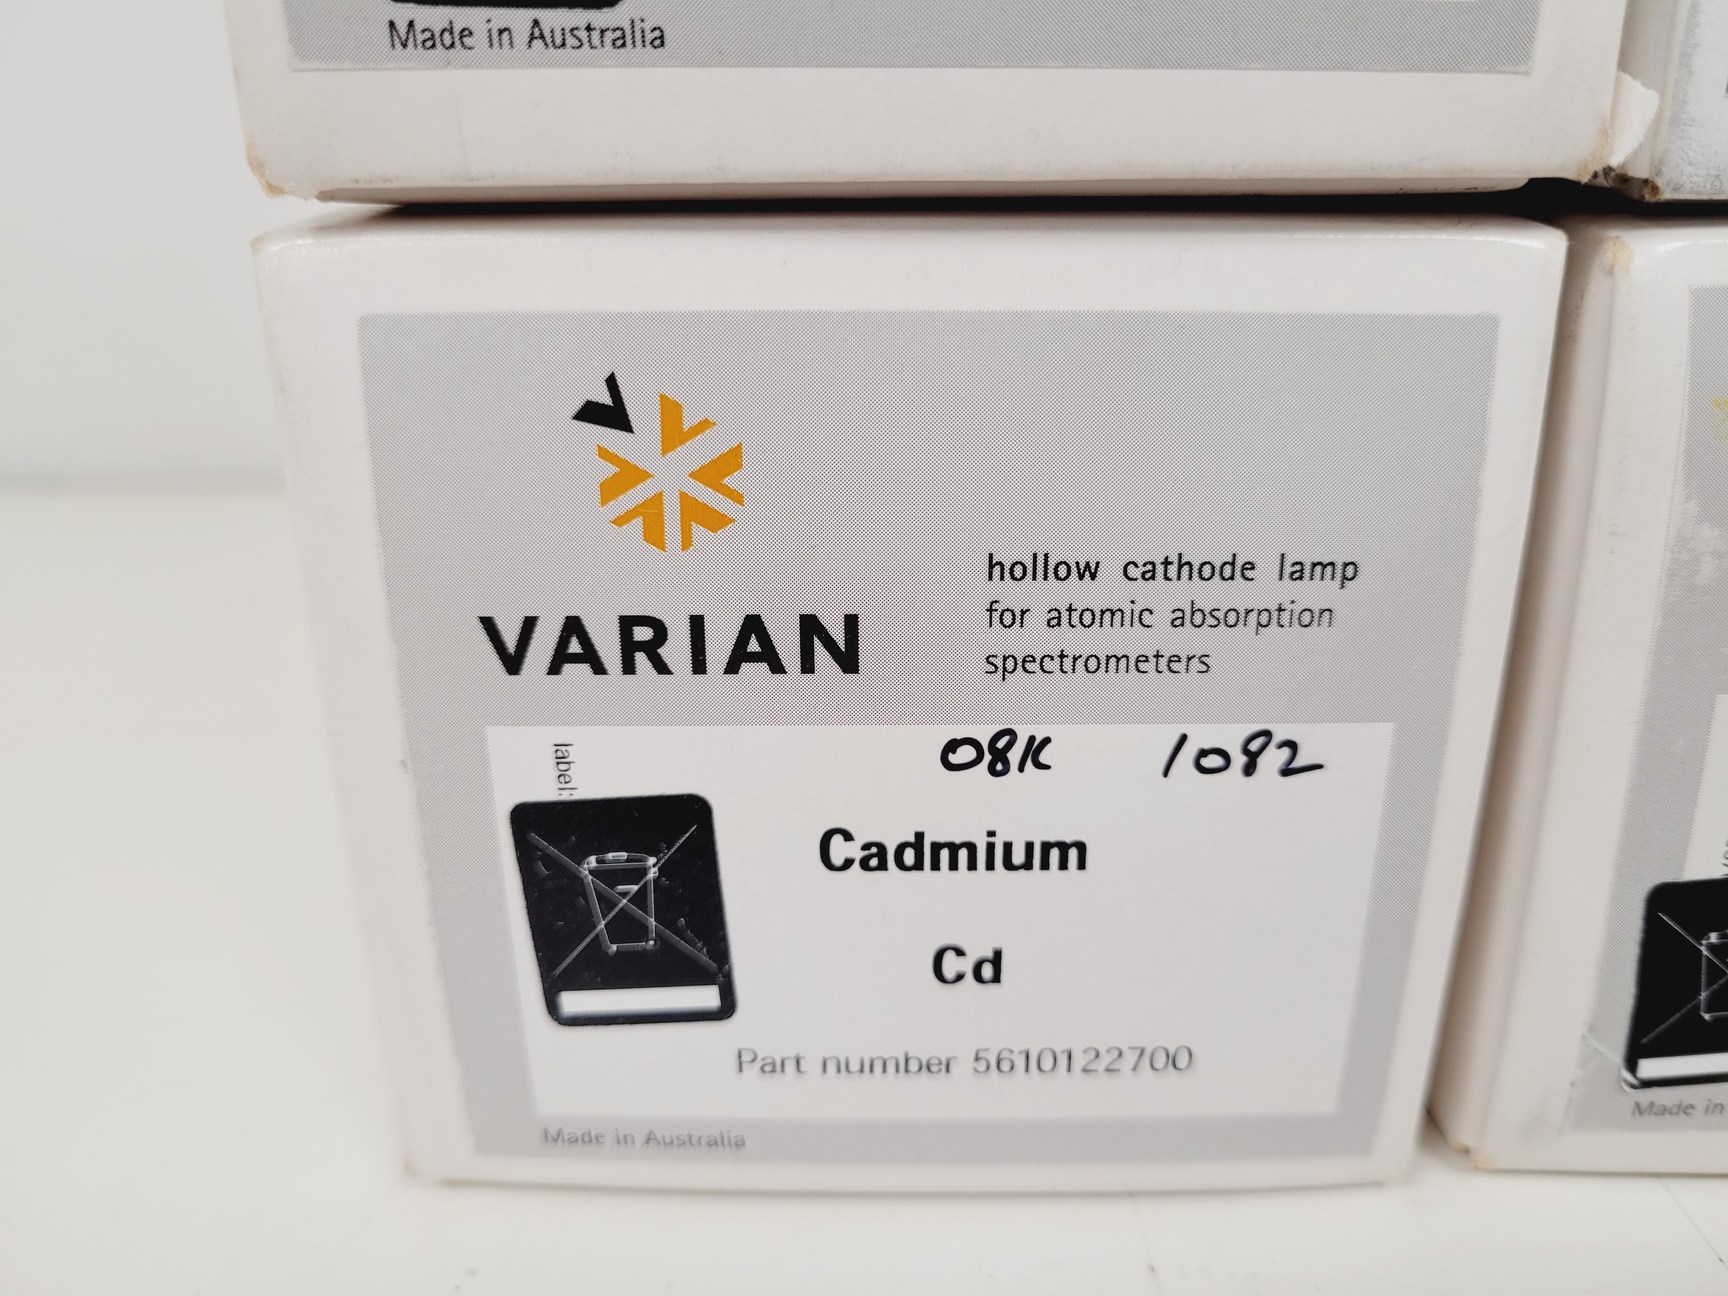 Made in Australia
VARIAN
hollow cathode lamp
for atomic absorption
spectrometers
label:
08K 1082
Cadmium
Cd
Part number 5610122700
Made in Australia
Made in